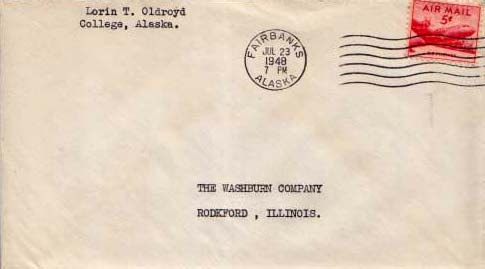 Lorin T. Oldroyd
College, Alaska.
FAIRBANKS
JUL 23
1948
7 PM
ALASKA
AIR MAIL
5¢
THE WASHBURN COMPANY
RODKFORD , ILLINOIS.